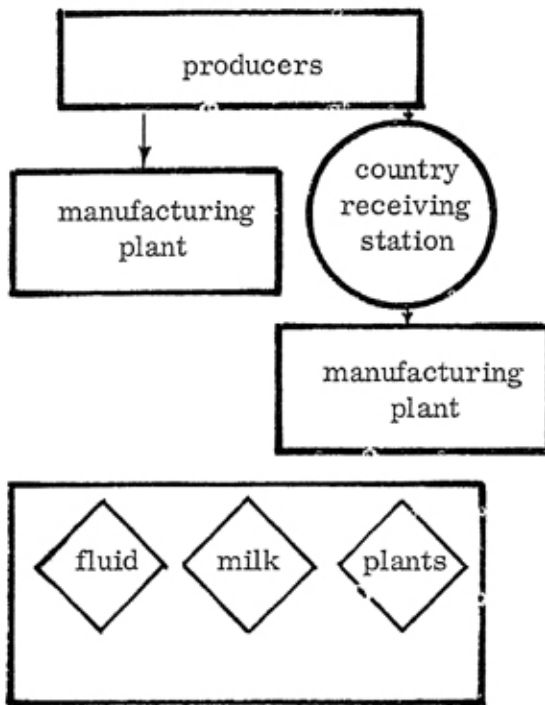 producers
manufacturing
plant
country
receiving
station
manufacturing
plant
fluid milk plants